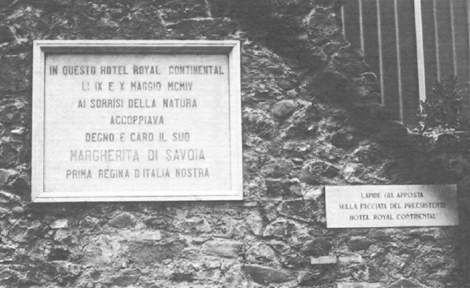 IN QUESTO HOTEL ROYAL CONTINENTAL
LI IX E X MAGGIO MCMIV
AI SORRISI DELLA NATURA
ACCOPPIAVA
DEGNO E CARO IL SUO
MARGHERITA DI SAVOIA
PRIMA REGINA D'ITALIA NOSTRA
LAPIDE GIÀ APPOSTA
SULLA FACCIATA DEL PREESISTENTE
HOTEL ROYAL CONTINENTAL